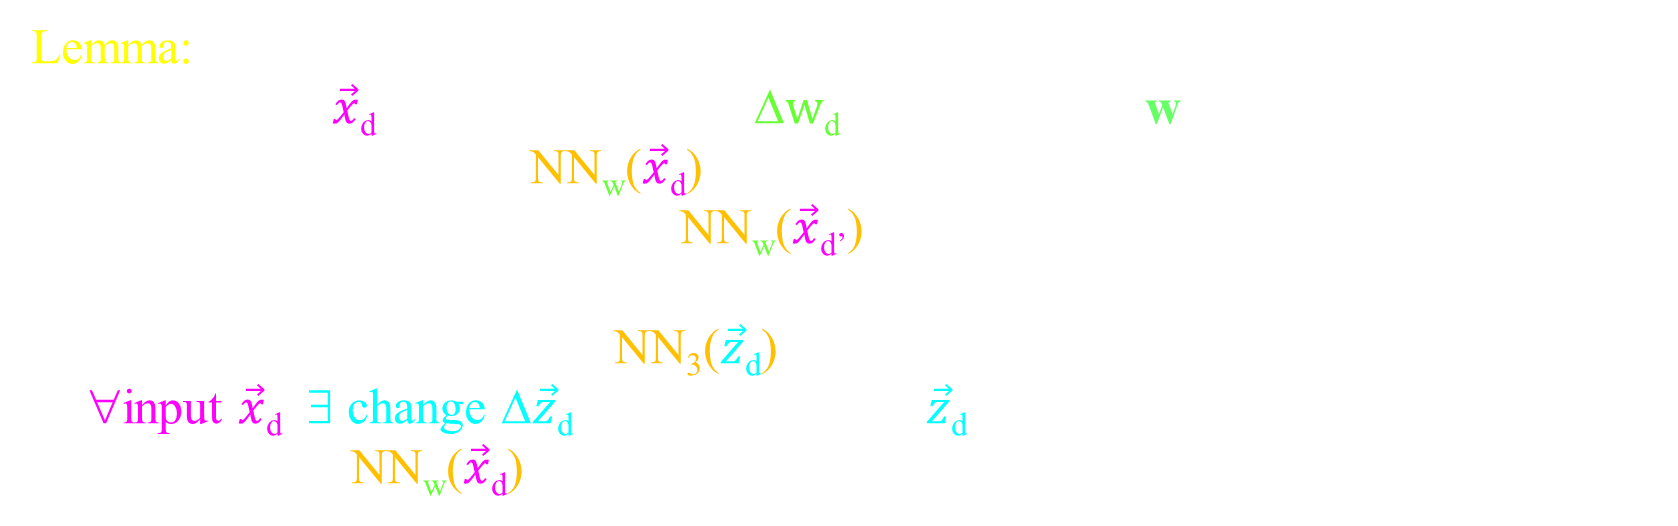 Lemma:
x⃗d Δwd w
NNw(x⃗d)
NNw(x⃗d’)
NN3(z⃗d)
∀input x⃗d ∃ change Δz⃗d z⃗d
NNw(x⃗d)